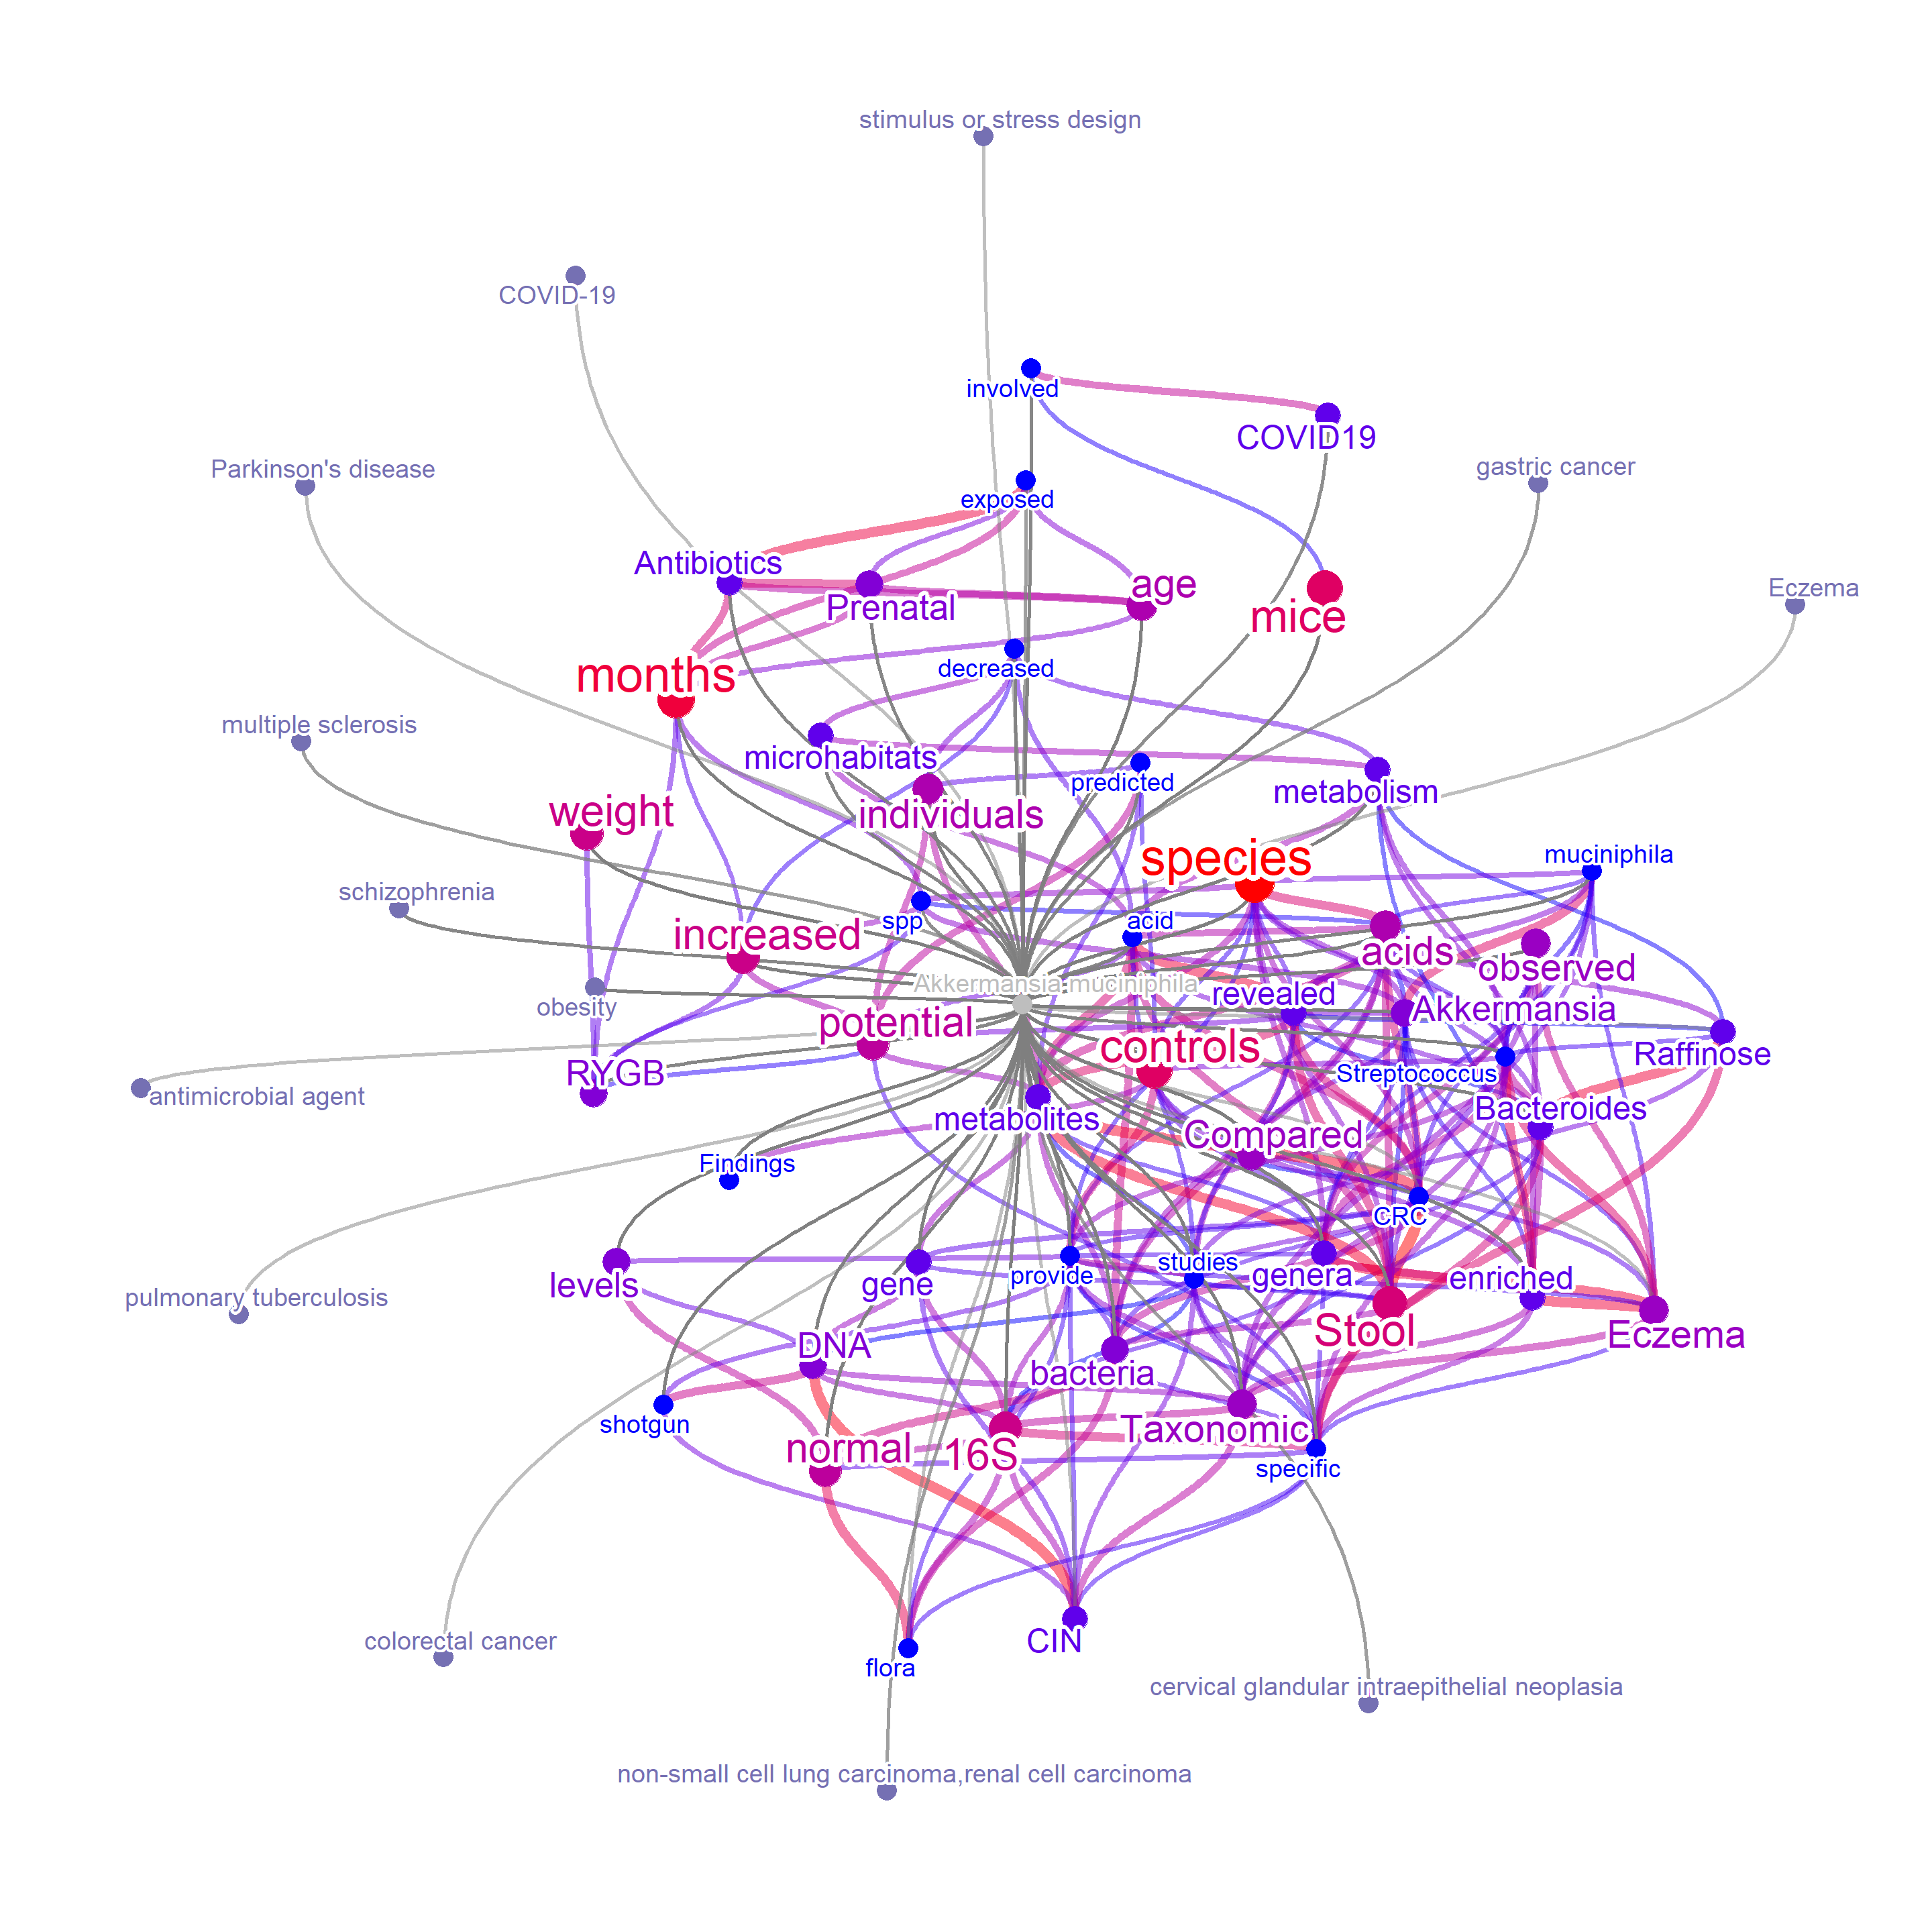 stimulus or stress design
COVID-19
involved
COVID19
Parkinson's disease
gastric cancer
exposed
Antibiotics
age
Eczema
Prenatal
mice
decreased
months
multiple sclerosis
microhabitats
predicted
metabolism
weight
individuals
species
muciniphila
schizophrenia
spp
acid
increased
acids
observed
Akkermansia muciniphila
revealed
obesity
Akkermansia
potential
controls
Raffinose
RYGB
Streptococcus
antimicrobial agent
metabolites
Bacteroides
Compared
Findings
CRC
studies
levels
gene
provide
genera
enriched
pulmonary tuberculosis
Stool
Eczema
DNA
bacteria
shotgun
Taxonomic
normal
16S
specific
colorectal cancer
CIN
flora
cervical glandular intraepithelial neoplasia
non-small cell lung carcinoma,renal cell carcinoma